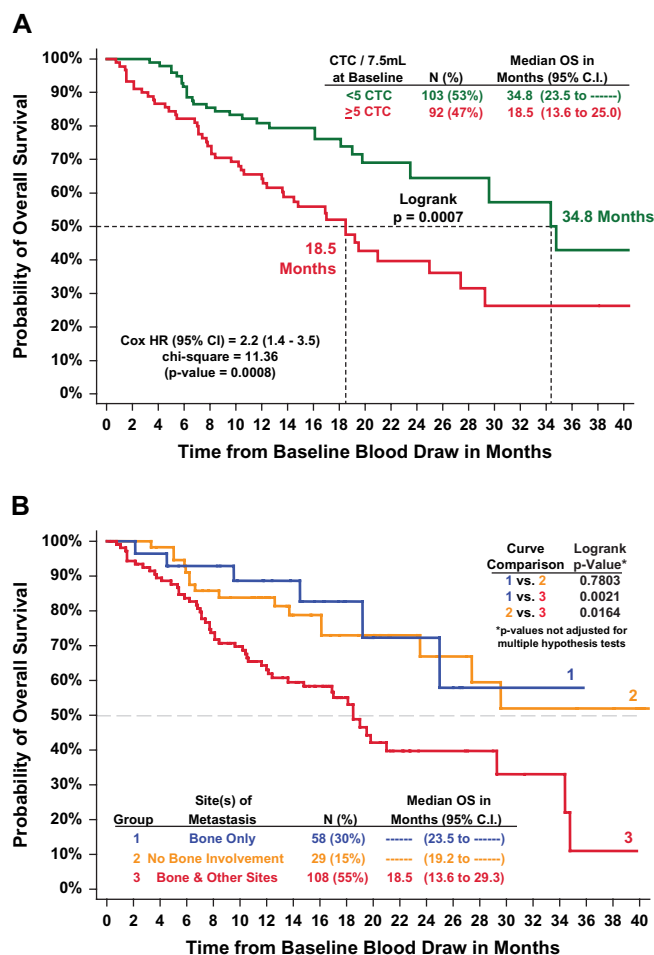 A
100%
90%
80%
70%
60%
50%
40%
30%
20%
10%
0%
Probability of Overall Survival
CTC / 7.5mL at Baseline N (%) Median OS in Months (95% C.I.)
<5 CTC 103 (53%) 34.8 (23.5 to ------)
≥5 CTC 92 (47%) 18.5 (13.6 to 25.0)
Logrank
p = 0.0007
34.8 Months
18.5
Months
Cox HR (95% CI) = 2.2 (1.4 - 3.5)
chi-square = 11.36
(p-value = 0.0008)
0 2 4 6 8 10 12 14 16 18 20 22 24 26 28 30 32 34 36 38 40
Time from Baseline Blood Draw in Months
B
100%
90%
80%
70%
60%
50%
40%
30%
20%
10%
0%
Probability of Overall Survival
Curve Logrank
Comparison p-Value*
1 vs. 2 0.7803
1 vs. 3 0.0021
2 vs. 3 0.0164
*p-values not adjusted for
multiple hypothesis tests
1
2
3
Site(s) of Median OS in
Group Metastasis N (%) Months (95% C.I.)
1 Bone Only 58 (30%) ------ (23.5 to ------)
2 No Bone Involvement 29 (15%) ------ (19.2 to ------)
3 Bone & Other Sites 108 (55%) 18.5 (13.6 to 29.3)
0 2 4 6 8 10 12 14 16 18 20 22 24 26 28 30 32 34 36 38 40
Time from Baseline Blood Draw in Months